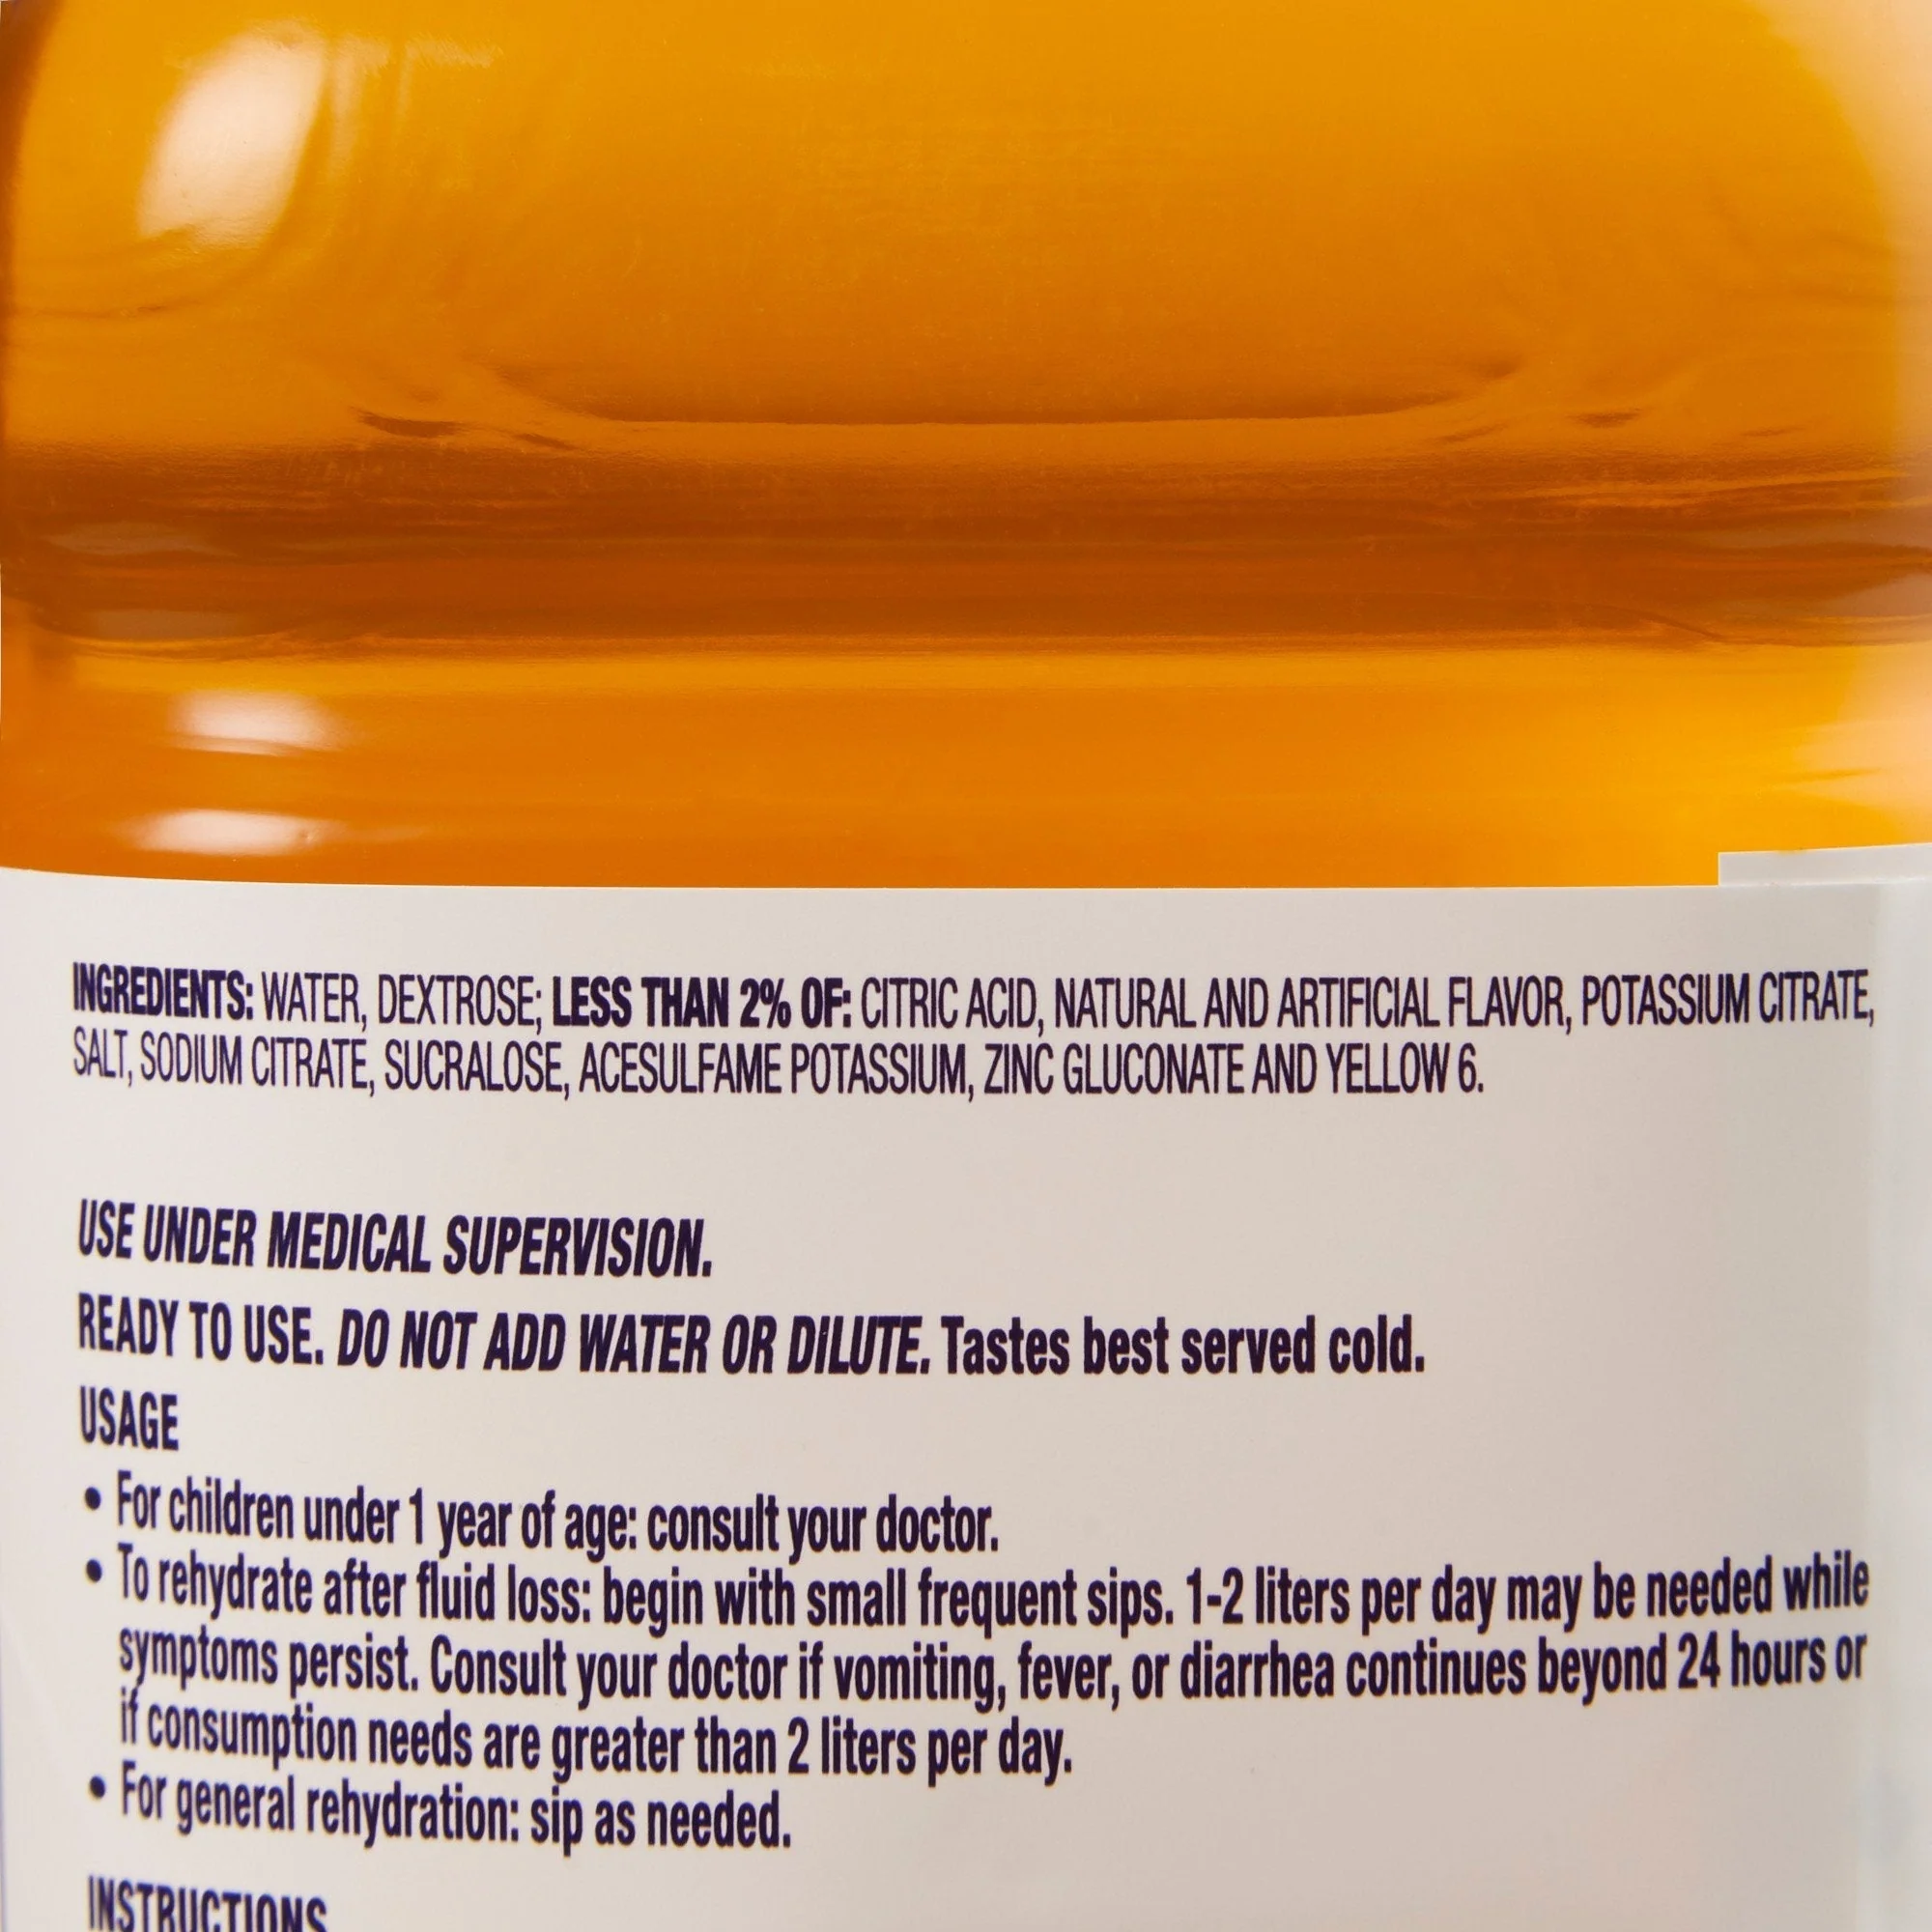 INGREDIENTS: WATER, DEXTROSE; LESS THAN 2% OF: CITRIC ACID, NATURAL AND ARTIFICIAL FLAVOR, POTASSIUM CITRATE,
SALT, SODIUM CITRATE, SUCRALOSE, ACESULFAME POTASSIUM, ZINC GLUCONATE AND YELLOW 6.
USE UNDER MEDICAL SUPERVISION.
READY TO USE. DO NOT ADD WATER OR DILUTE. Tastes best served cold.
USAGE
• For children under 1 year of age: consult your doctor.
• To rehydrate after fluid loss: begin with small frequent sips. 1-2 liters per day may be needed while
symptoms persist. Consult your doctor if vomiting, fever, or diarrhea continues beyond 24 hours or
if consumption needs are greater than 2 liters per day.
• For general rehydration: sip as needed.
INSTRUCTIONS